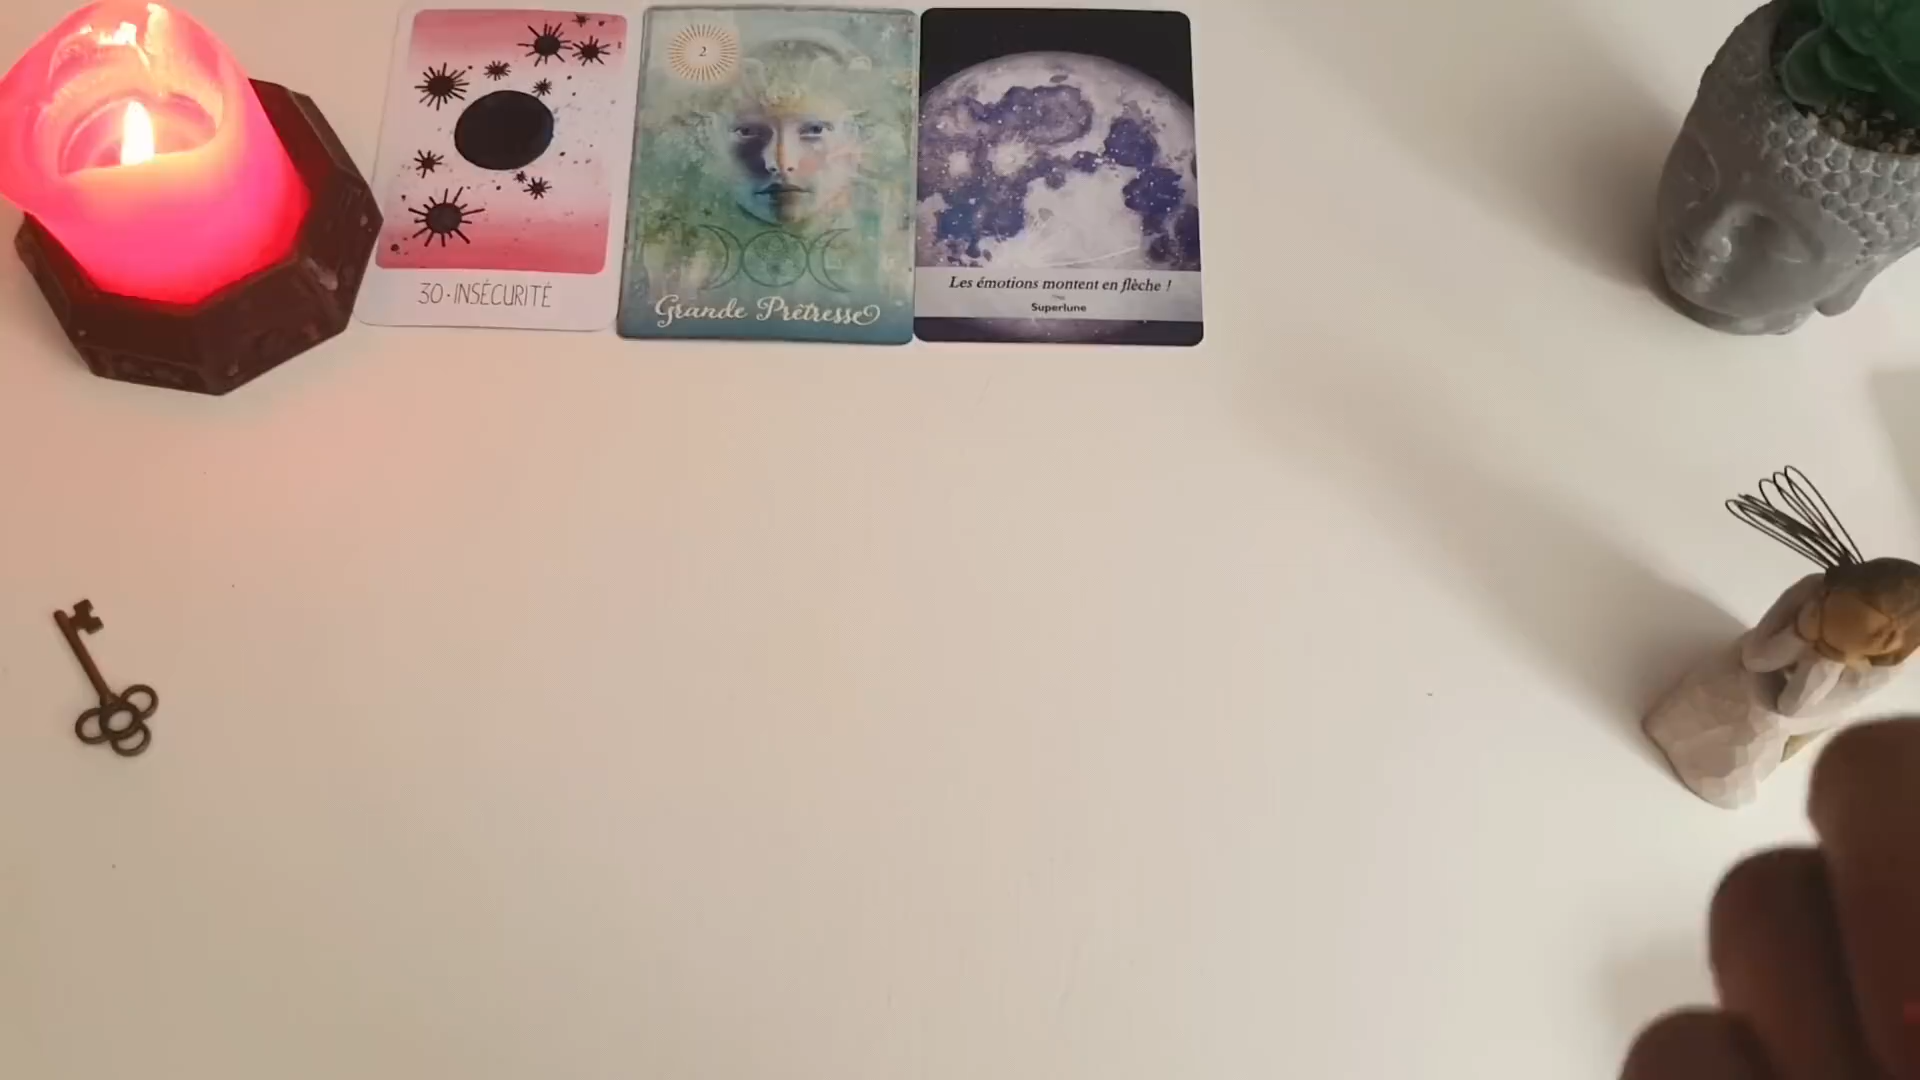 30·INSÉCURITÉ
2
Grande Prêtresse
Les émotions montent en flèche !
Superlune